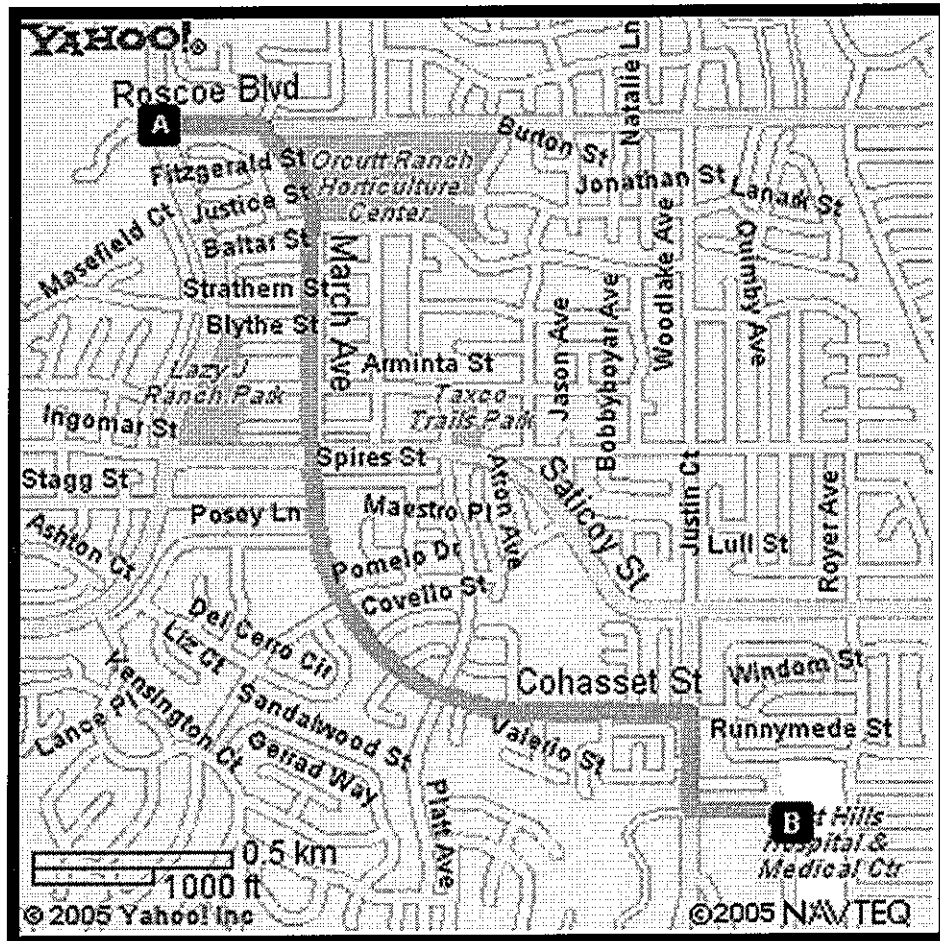 YAHOO!®
Roscoe Blvd
A
Natalie Ln
Burton St
Fitzgerald St
Orcutt Ranch
Horticulture
Center
Jonathan St
Lanark St
Justice St
Masefield Ct
Baltar St
March Ave
Woodlake Ave
Quimby Ave
Strathern St
Blythe St
Jason Ave
Bobbyboyar Ave
Arminta St
Lazy J
Ranch Park
Taxco
Trails Park
Ingomar St
Spires St
Stagg St
Saticoy St
Atron Ave
Justin Ct
Royer Ave
Posey Ln
Maestro Pl
Ashton Ct
Lull St
Pomelo Dr
Covello St
Del Cerro Cir
Liz Ct
Windom St
Kensington Ct
Cohasset St
Sandalwood St
Lance Pl
Valerio St
Runnymede St
Gerrad Way
Platt Ave
B
t Hills
Hospital &
Medical Ctr
0.5 km
1000 ft
© 2005 Yahoo! Inc
©2005 NAVTEQ